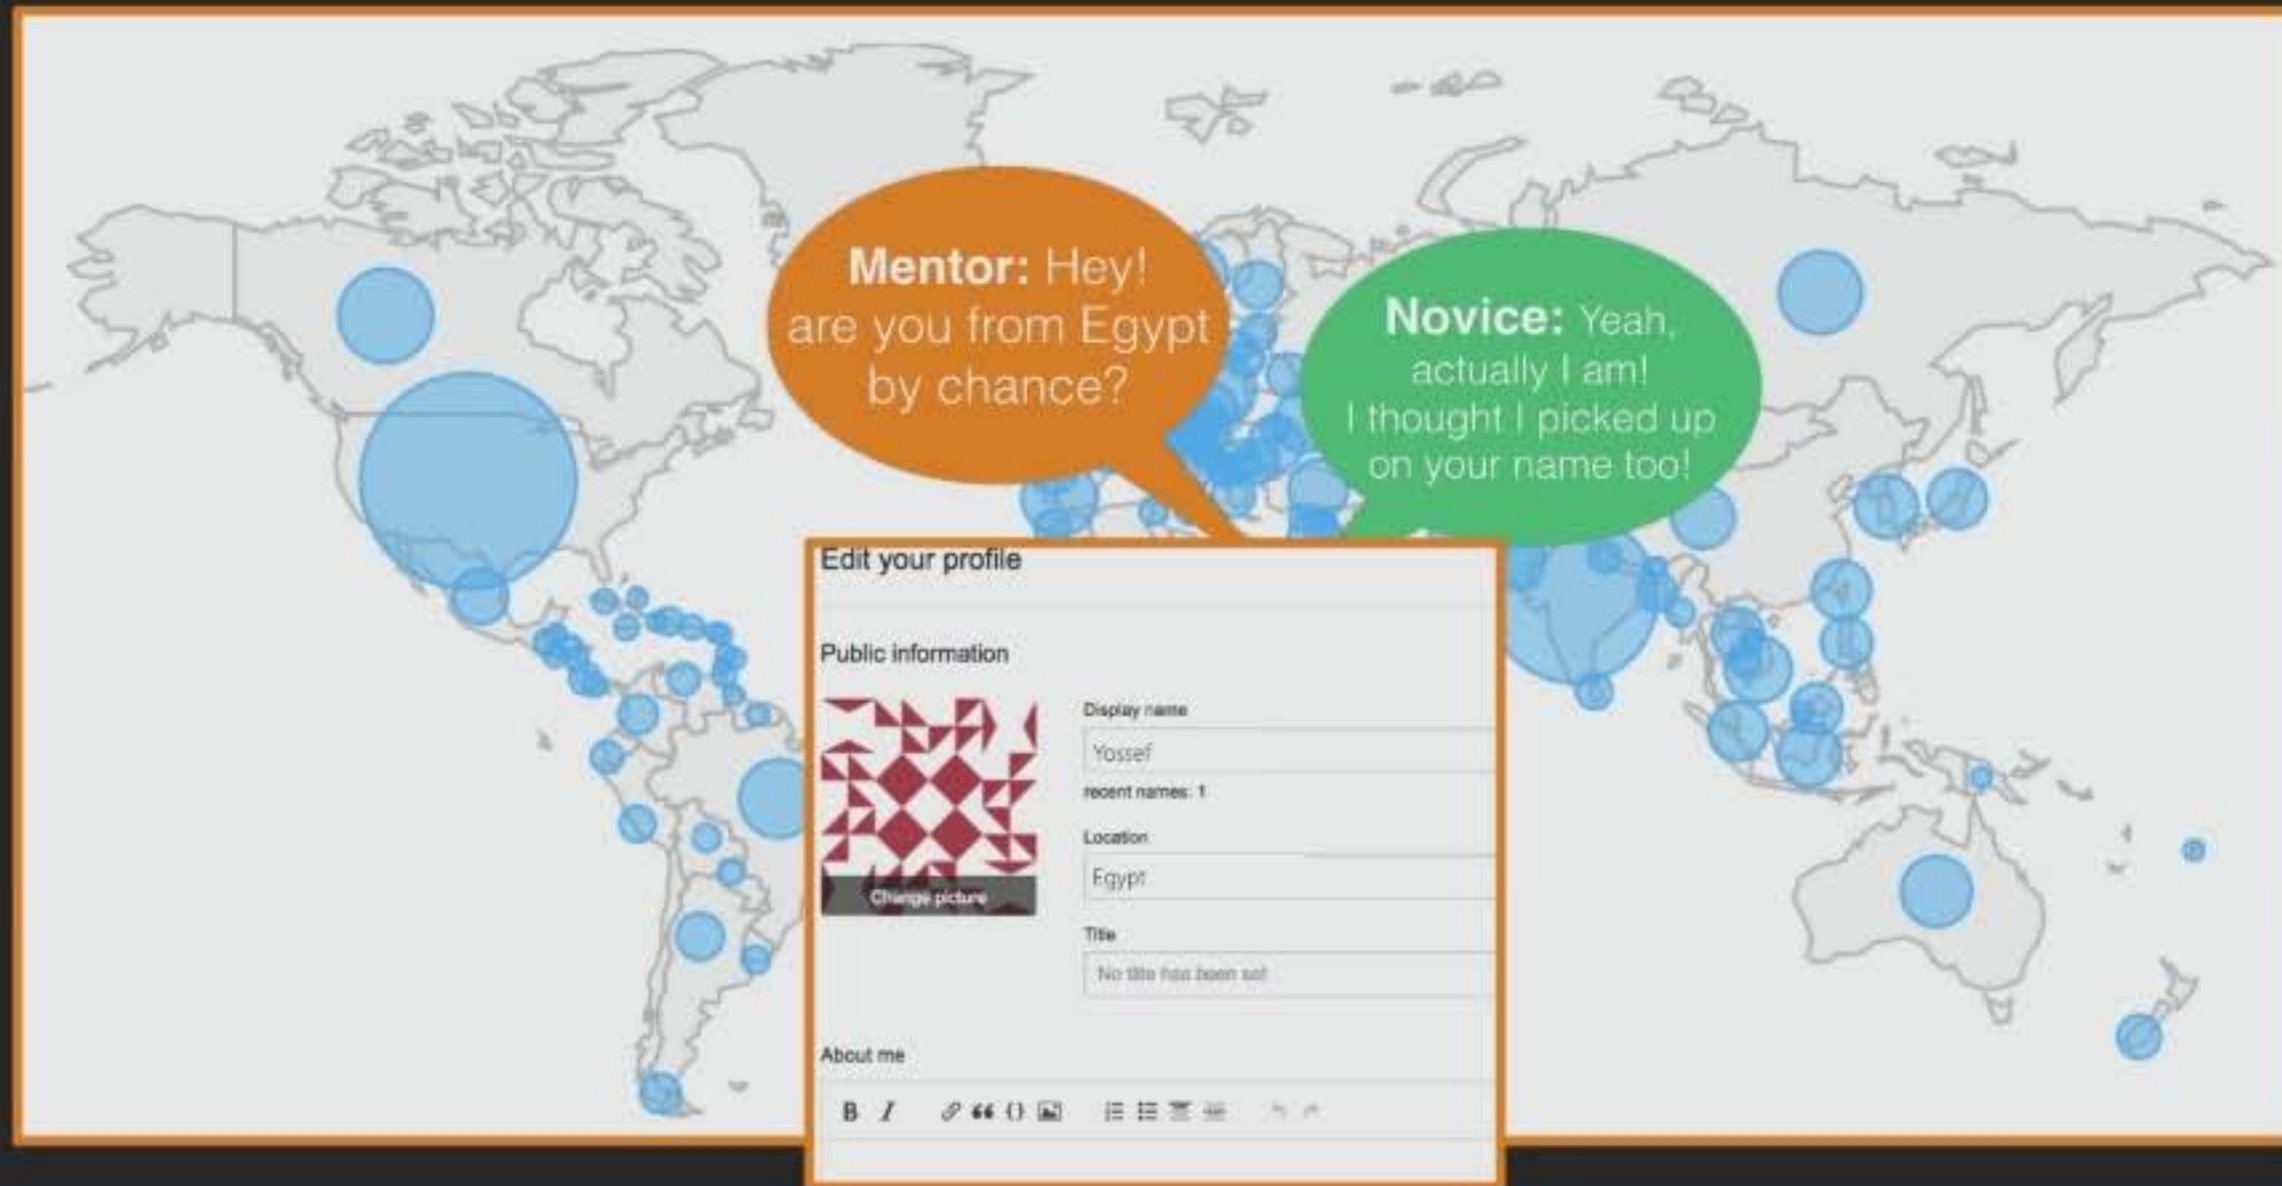 Mentor: Hey!
are you from Egypt
by chance?
Novice: Yeah,
actually I am!
I thought I picked up
on your name too!
Edit your profile
Public information
Change picture
Display name
Yossef
recent names: 1
Location
Egypt
Title
No title has been set
About me
B I